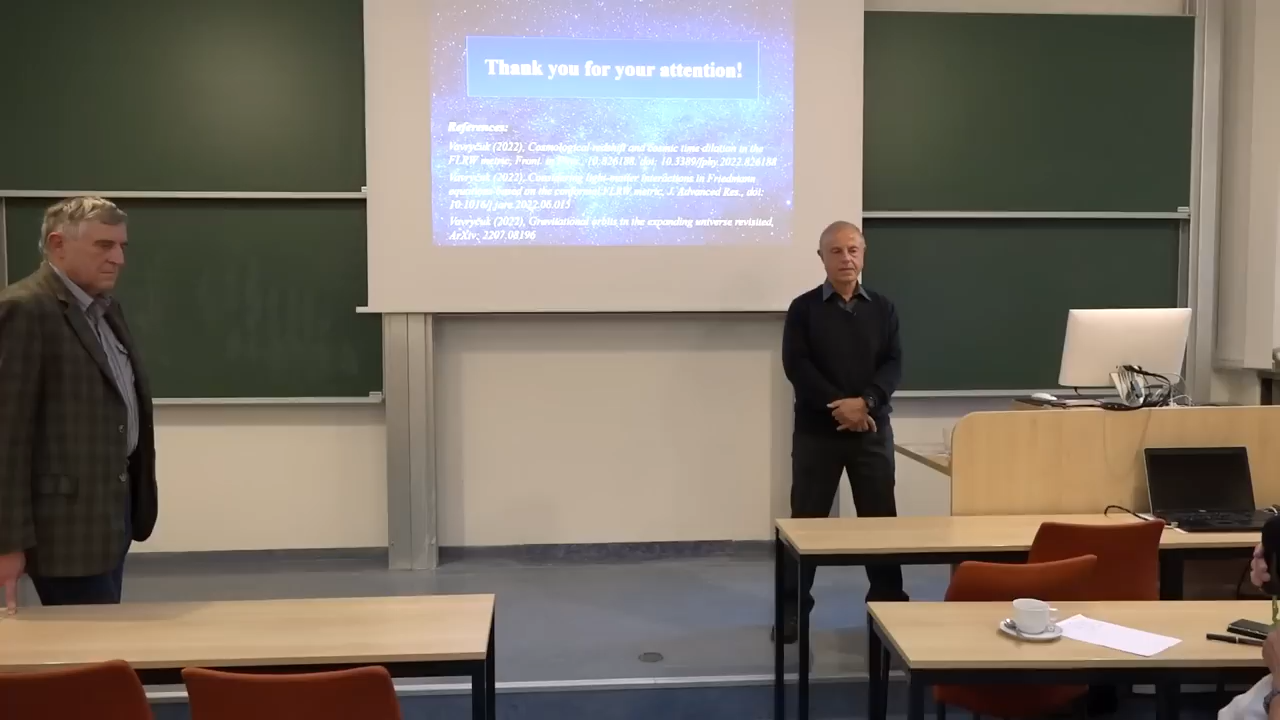 Thank you for your attention!
References:
Vavryčuk (2022), Cosmological redshift and cosmic time dilation in the
FLRW metric, Front. in Phys., 10:826188. doi: 10.3389/fphy.2022.826188
Vavryčuk (2022). Considering light-matter interactions in Friedmann
equations based on the conformal FLRW metric, J. Advanced Res., doi:
10.1016/j.jare.2022.06.013
Vavryčuk (2022), Gravitational orbits in the expanding universe revisited,
ArXiv: 2207.08196